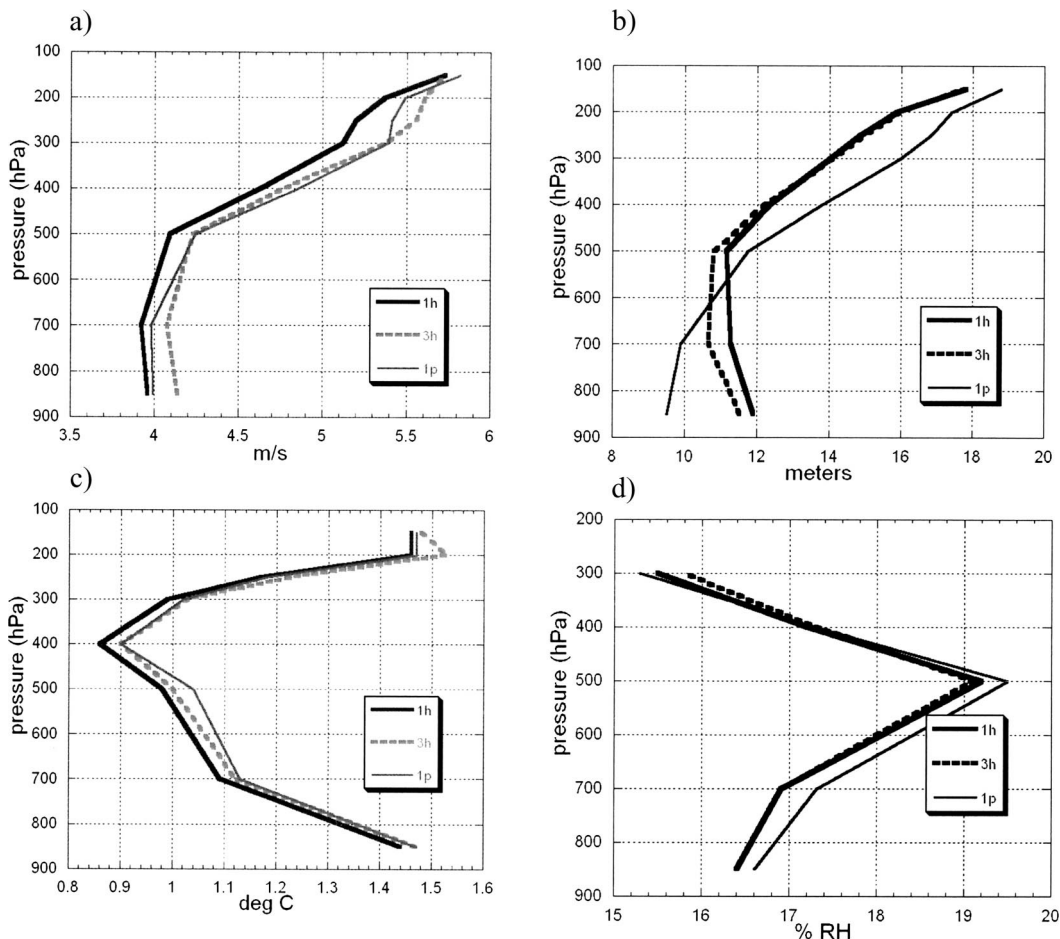 a)
100
200
300
400
500
600
700
800
900
pressure (hPa)
1h
3h
1p
3.5 4 4.5 5 5.5 6
m/s
b)
100
200
300
400
500
600
700
800
900
pressure (hPa)
1h
3h
1p
8 10 12 14 16 18 20
meters
c)
100
200
300
400
500
600
700
800
900
pressure (hPa)
1h
3h
1p
0.8 0.9 1 1.1 1.2 1.3 1.4 1.5 1.6
deg C
d)
200
300
400
500
600
700
800
900
pressure (hPa)
1h
3h
1p
15 16 17 18 19 20
% RH